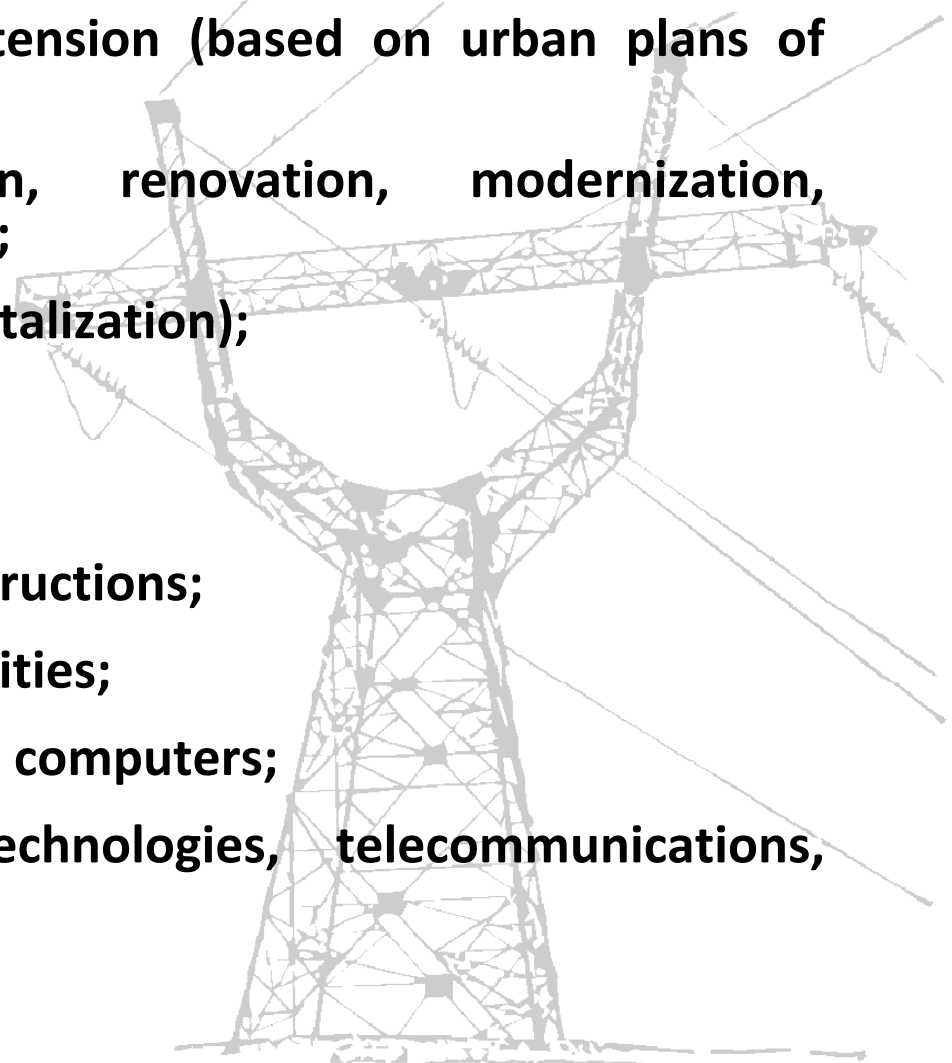 tension (based on urban plans of
n, renovation, modernization,
;
talization);
ructions;
ities;
computers;
echnologies, telecommunications,